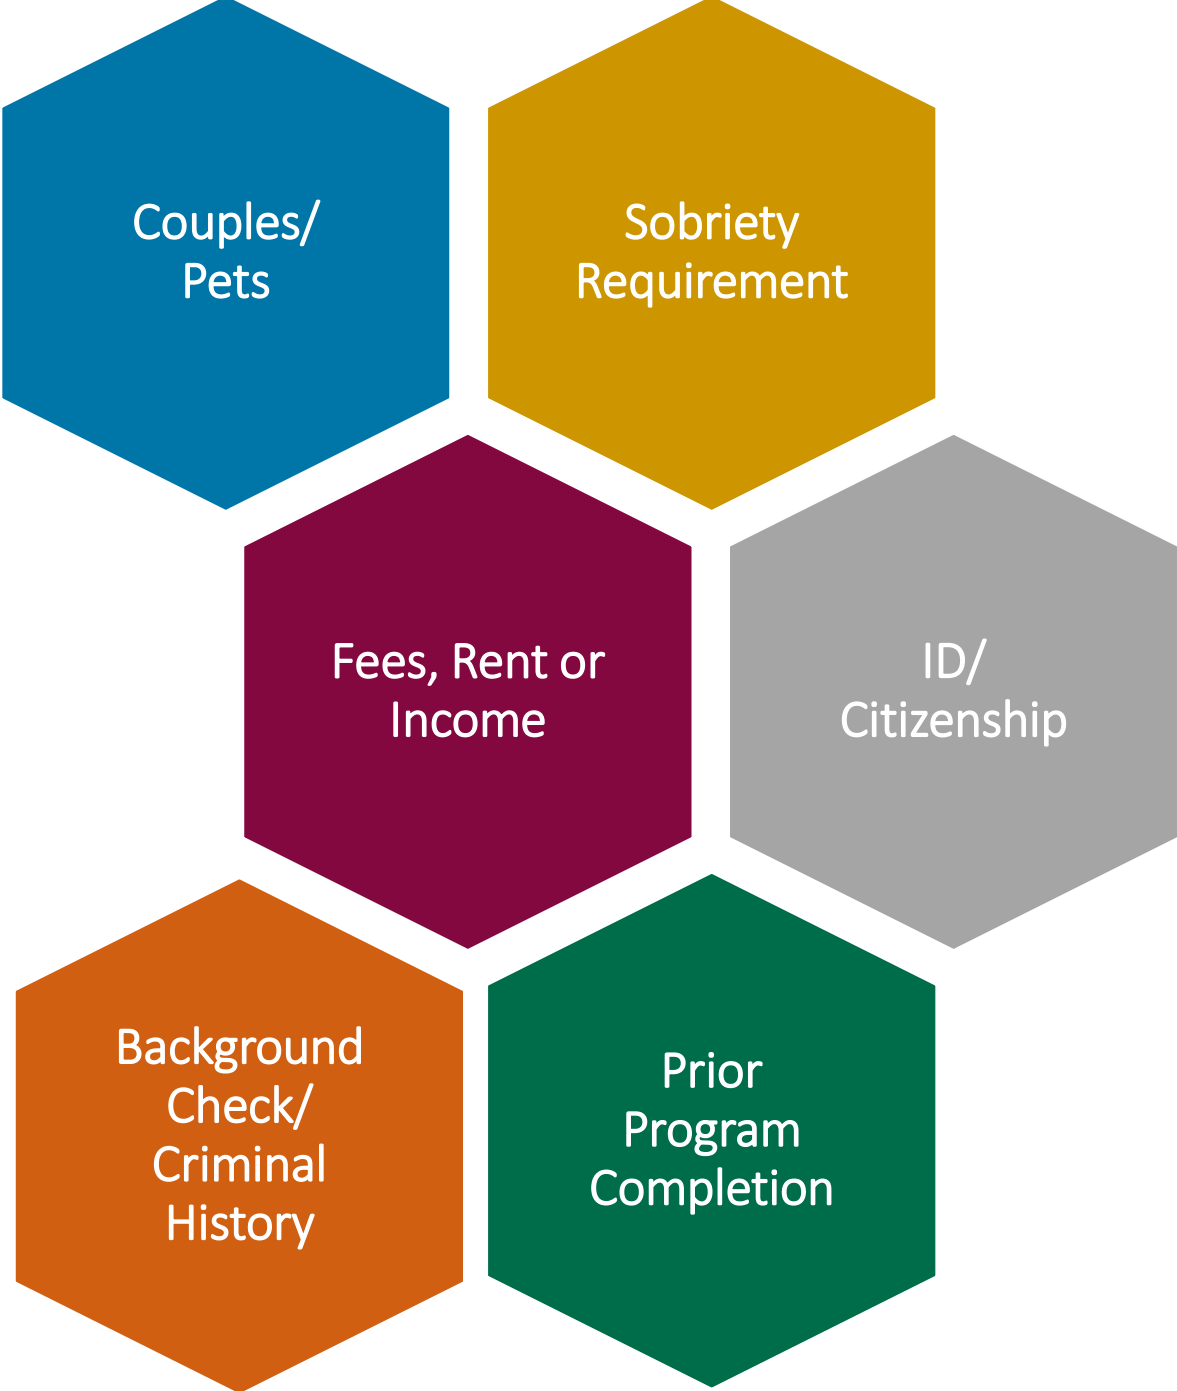 Couples/
Pets
Sobriety
Requirement
Fees, Rent or
Income
ID/
Citizenship
Background
Check/
Criminal
History
Prior
Program
Completion